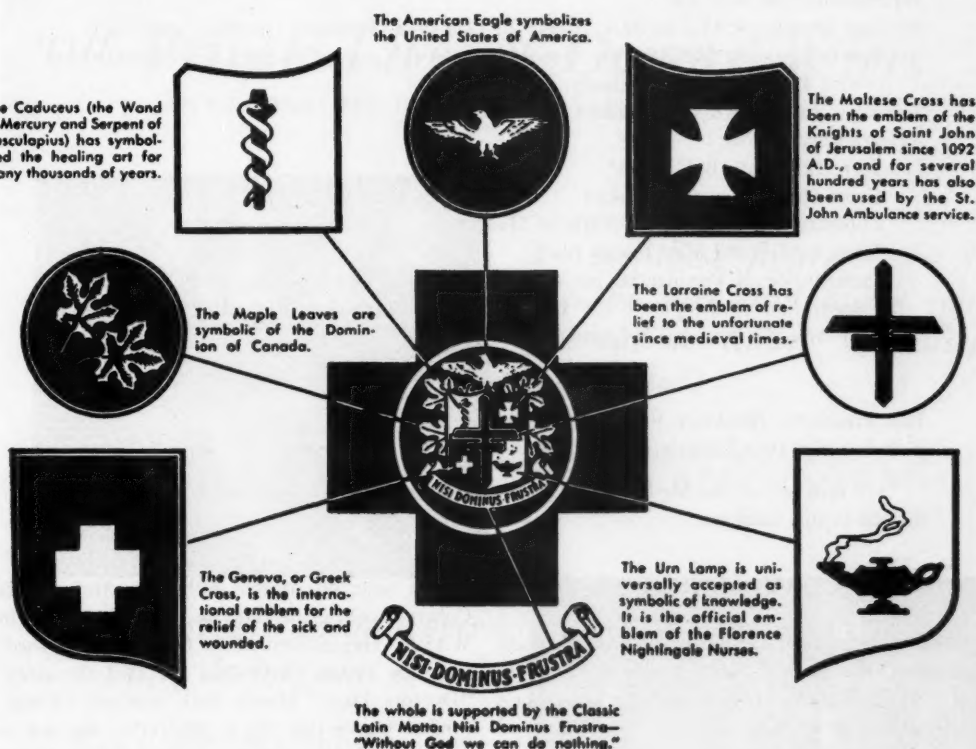 The American Eagle symbolizes
the United States of America.
e Caduceus (the Wand
Mercury and Serpent of
sculapius) has symbol-
ed the healing art for
any thousands of years.
The Maltese Cross has
been the emblem of the
Knights of Saint John
of Jerusalem since 1092
A.D., and for several
hundred years has also
been used by the St.
John Ambulance service.
The Maple Leaves are
symbolic of the Domin-
ion of Canada.
The Lorraine Cross has
been the emblem of re-
lief to the unfortunate
since medieval times.
NISI DOMINUS FRUSTRA
The Geneva, or Greek
Cross, is the interna-
tional emblem for the
relief of the sick and
wounded.
The Urn Lamp is uni-
versally accepted as
symbolic of knowledge.
It is the official em-
blem of the Florence
Nightingale Nurses.
NISI·DOMINUS·FRUSTRA
The whole is supported by the Classic
Latin Motto: Nisi Dominus Frustra—
"Without God we can do nothing."